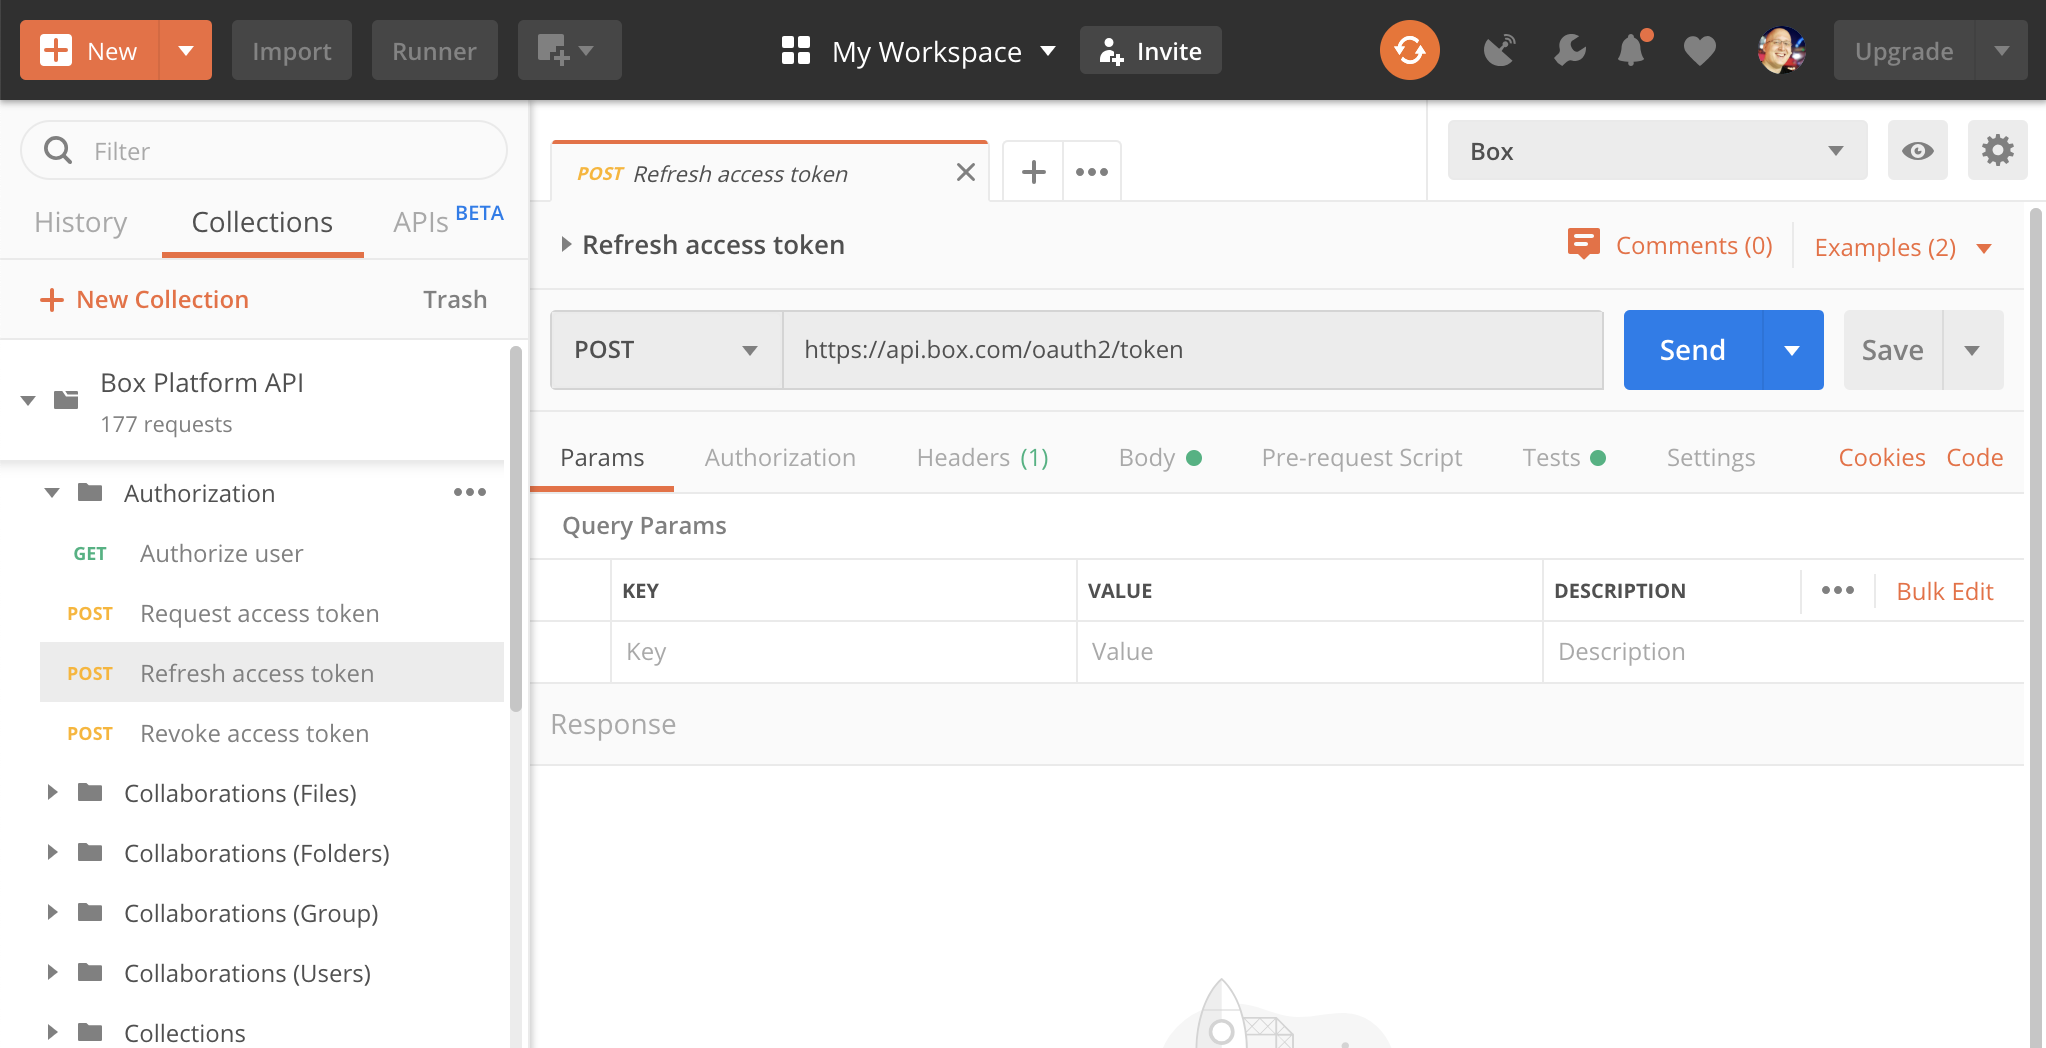 New
Import
Runner
My Workspace
Invite
Upgrade
Filter
History
Collections
APIs BETA
New Collection
Trash
Box Platform API
177 requests
Authorization
GET Authorize user
POST Request access token
POST Refresh access token
POST Revoke access token
Collaborations (Files)
Collaborations (Folders)
Collaborations (Group)
Collaborations (Users)
Collections
POST Refresh access token
Box
Refresh access token
Comments (0)
Examples (2)
POST
https://api.box.com/oauth2/token
Send
Save
Params
Authorization
Headers (1)
Body
Pre-request Script
Tests
Settings
Cookies
Code
Query Params
KEY
VALUE
DESCRIPTION
Bulk Edit
Key
Value
Description
Response